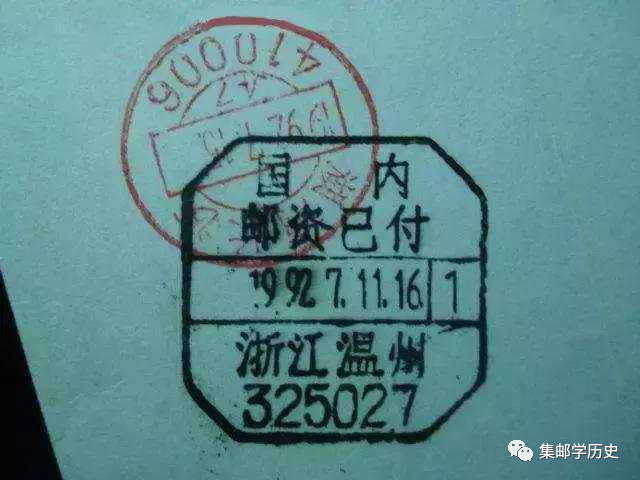 410006
国 内
邮资已付
1992 7.11.16 1
浙江温州
325027
集邮学历史